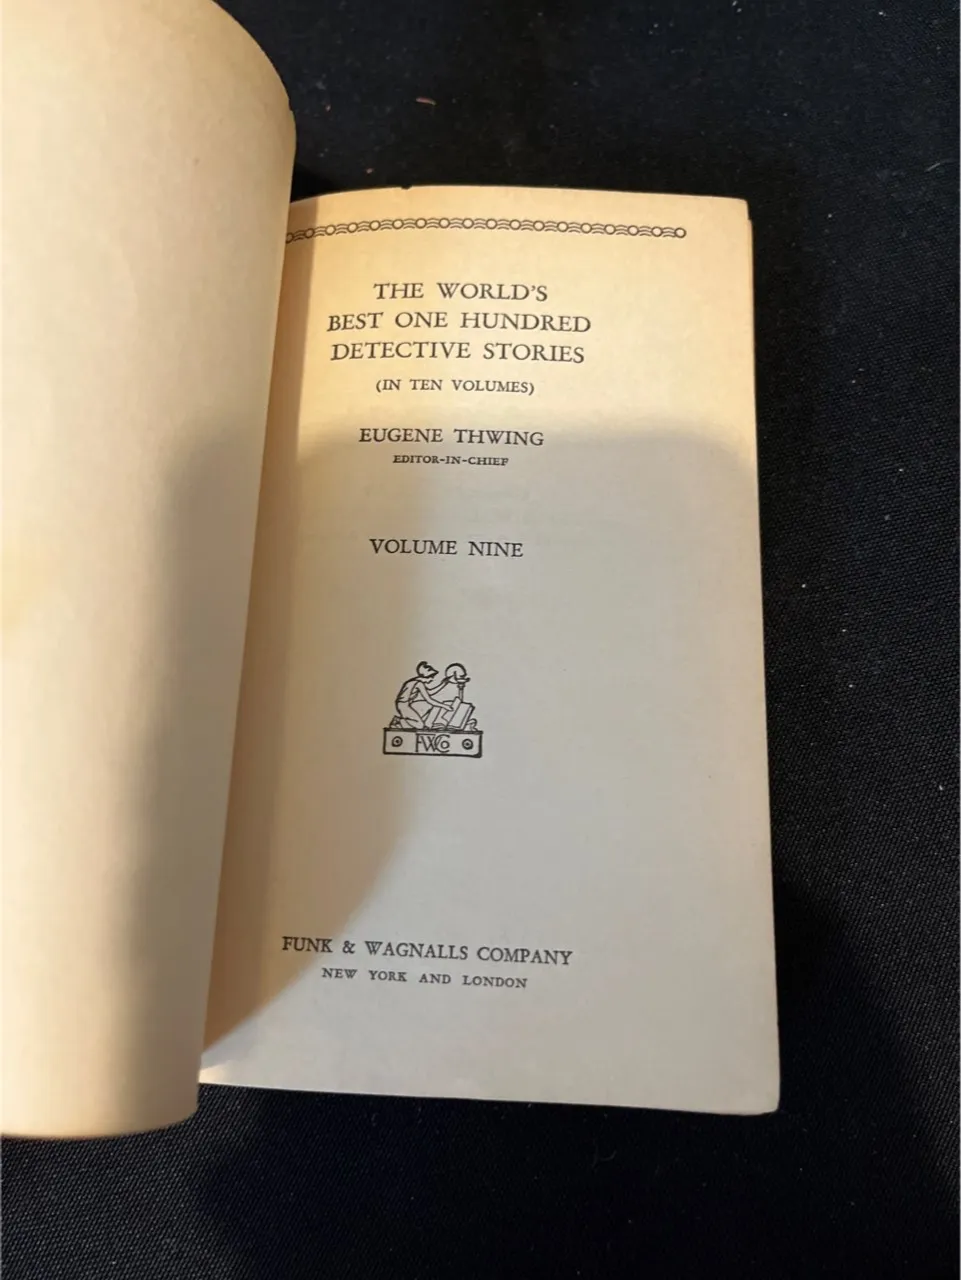 THE WORLD'S
BEST ONE HUNDRED
DETECTIVE STORIES
(IN TEN VOLUMES)
EUGENE THWING
EDITOR-IN-CHIEF
VOLUME NINE
FWCo
FUNK & WAGNALLS COMPANY
NEW YORK AND LONDON